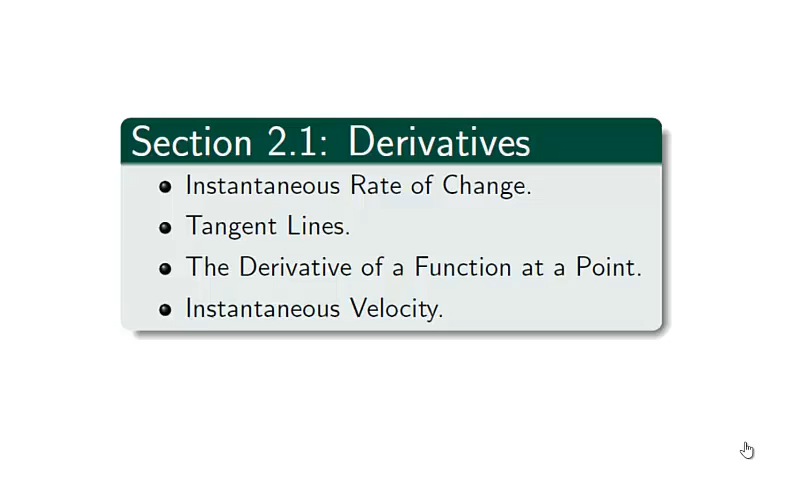 Section 2.1: Derivatives
Instantaneous Rate of Change.
Tangent Lines.
The Derivative of a Function at a Point.
Instantaneous Velocity.